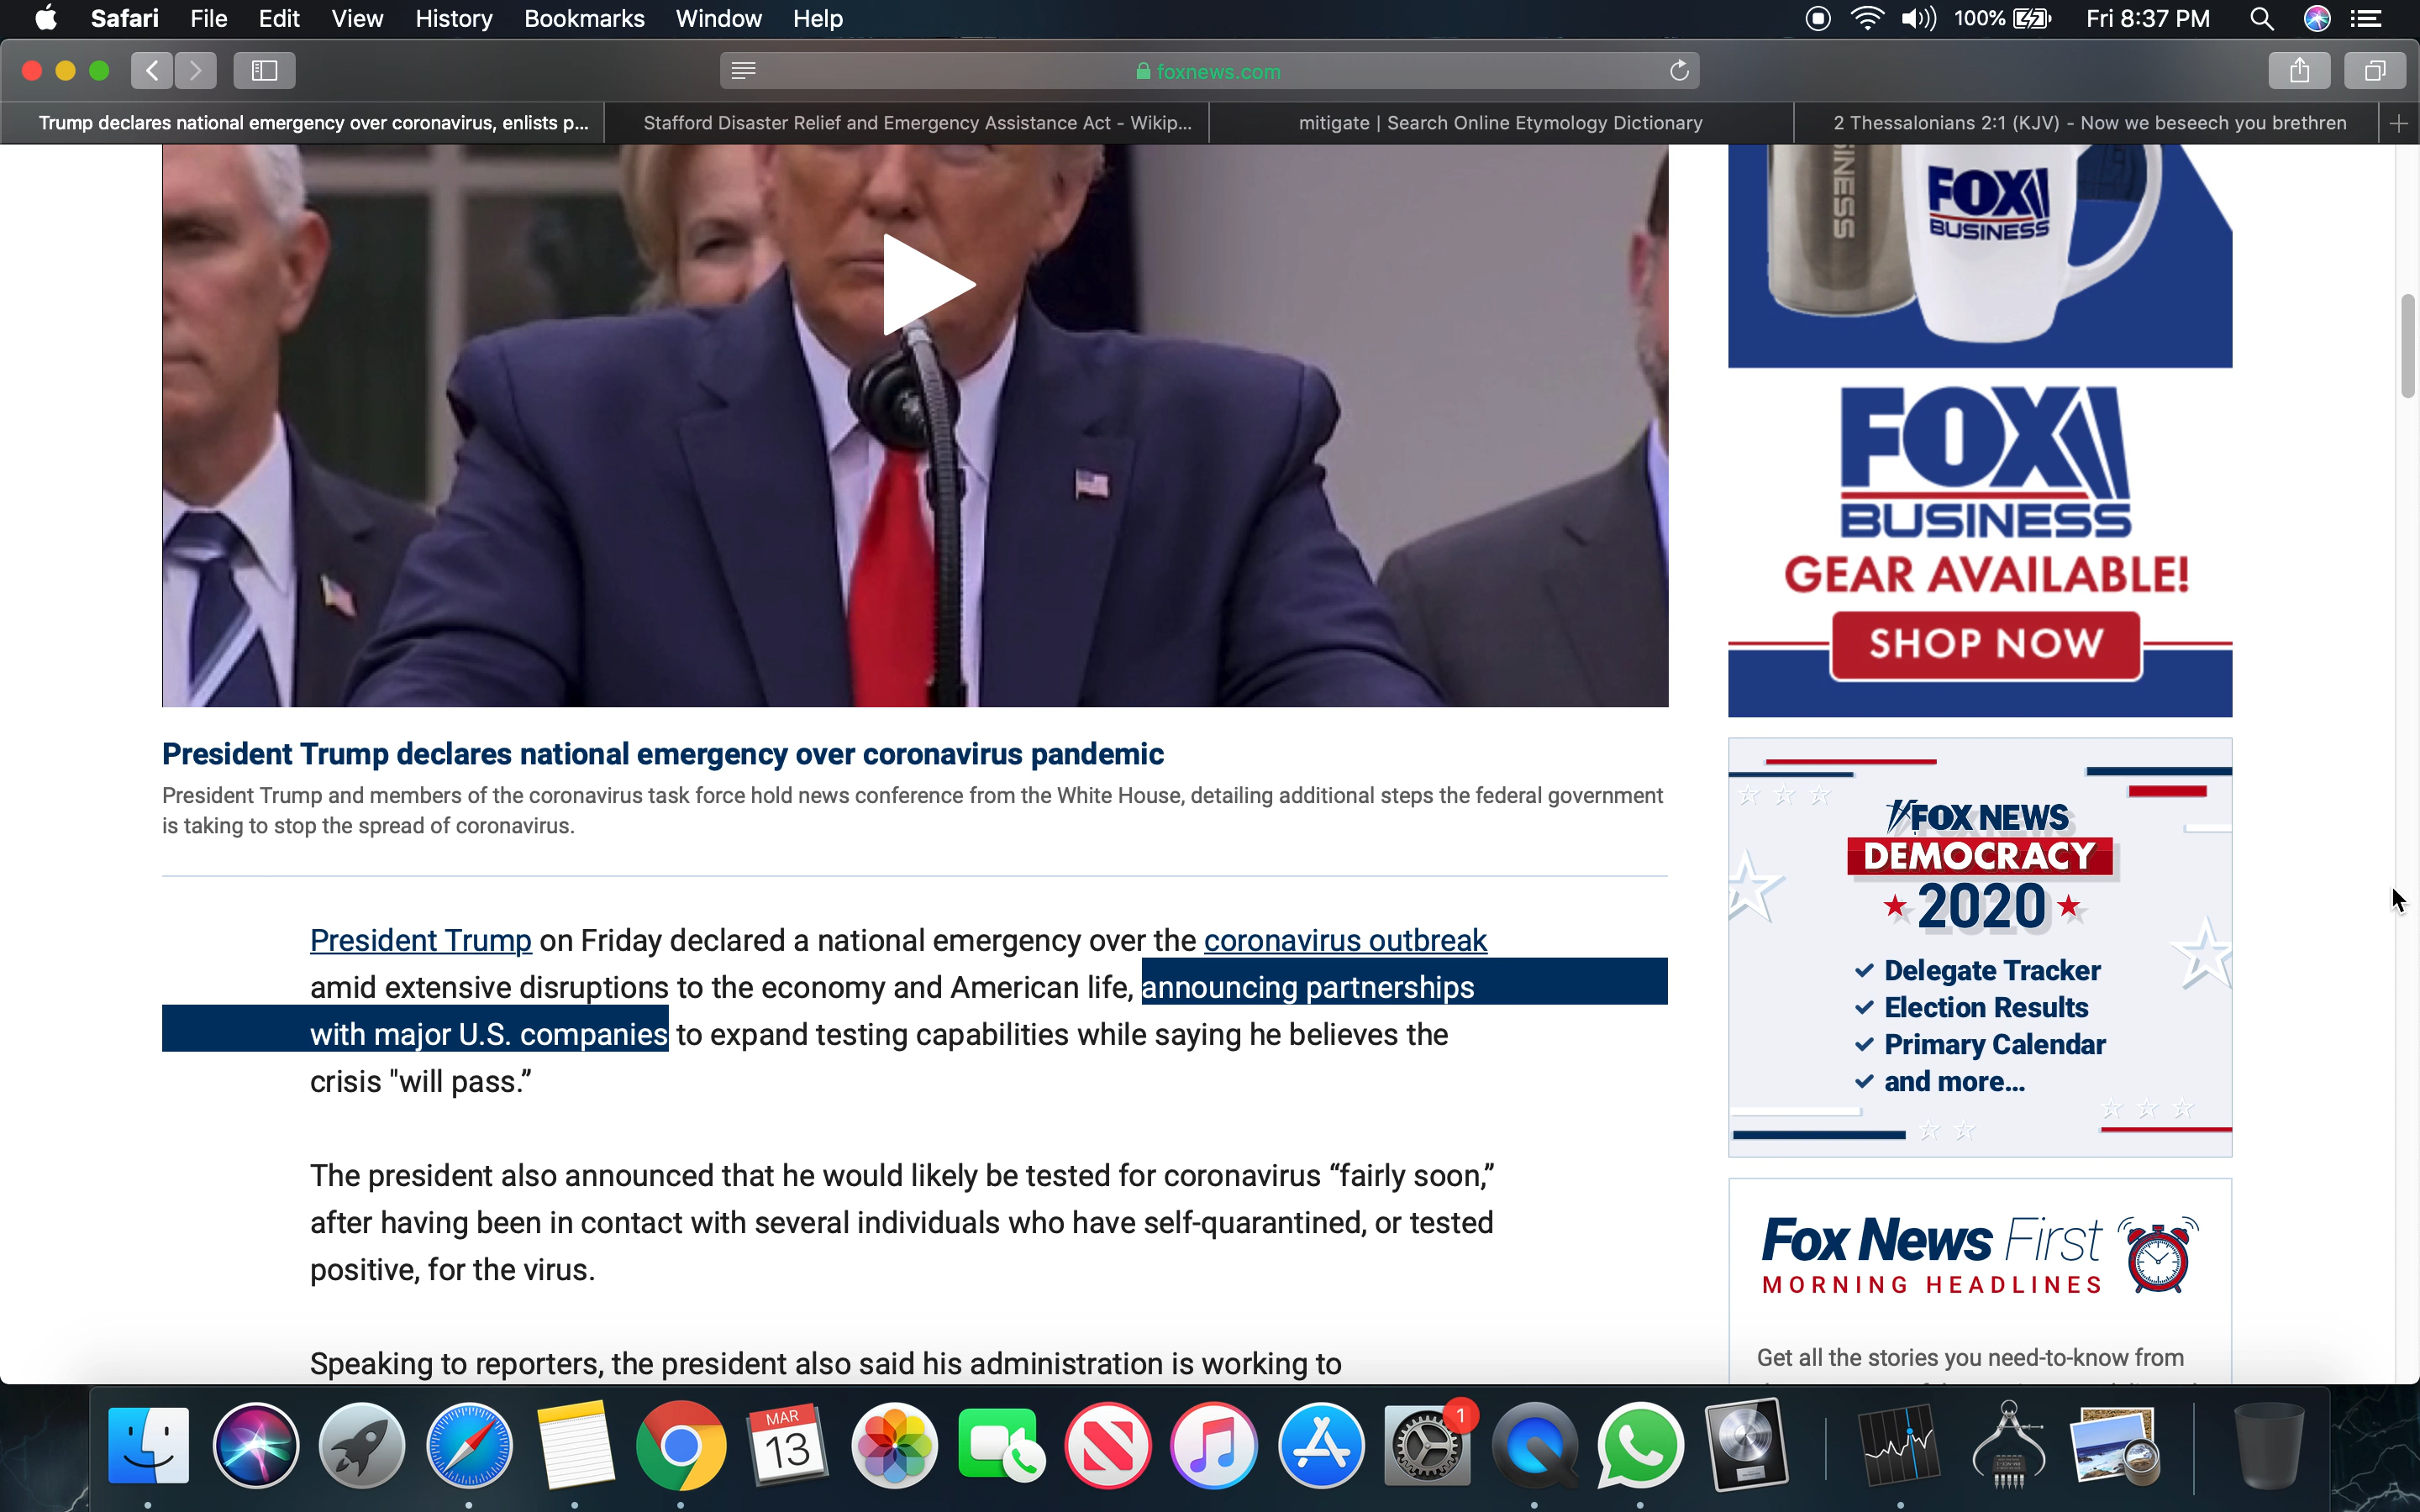 Safari File Edit View History Bookmarks Window Help 100% Fri 8:37 PM
foxnews.com
Trump declares national emergency over coronavirus, enlists p... Stafford Disaster Relief and Emergency Assistance Act - Wikip... mitigate | Search Online Etymology Dictionary 2 Thessalonians 2:1 (KJV) - Now we beseech you brethren
President Trump declares national emergency over coronavirus pandemic
President Trump and members of the coronavirus task force hold news conference from the White House, detailing additional steps the federal government
is taking to stop the spread of coronavirus.
President Trump on Friday declared a national emergency over the coronavirus outbreak
amid extensive disruptions to the economy and American life, announcing partnerships
with major U.S. companies to expand testing capabilities while saying he believes the
crisis "will pass.”
The president also announced that he would likely be tested for coronavirus “fairly soon,”
after having been in contact with several individuals who have self-quarantined, or tested
positive, for the virus.
Speaking to reporters, the president also said his administration is working to
FOX
BUSINESS
FOX
BUSINESS
GEAR AVAILABLE!
SHOP NOW
FOX NEWS
DEMOCRACY
2020
Delegate Tracker
Election Results
Primary Calendar
and more...
Fox News First
MORNING HEADLINES
Get all the stories you need-to-know from
MAR
13
1